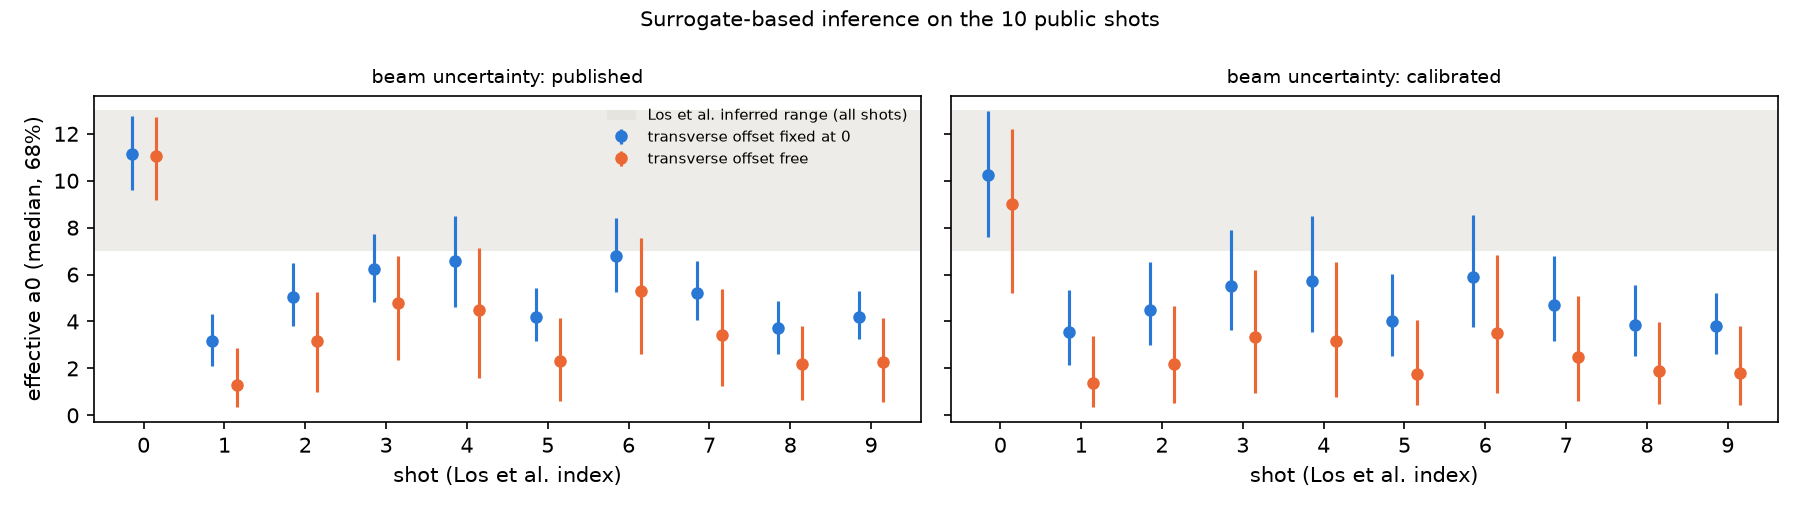 Surrogate-based inference on the 10 public shots
beam uncertainty: published
beam uncertainty: calibrated
effective a0 (median, 68%)
12
10
8
6
4
2
0
Los et al. inferred range (all shots)
transverse offset fixed at 0
transverse offset free
0 1 2 3 4 5 6 7 8 9
shot (Los et al. index)
0 1 2 3 4 5 6 7 8 9
shot (Los et al. index)